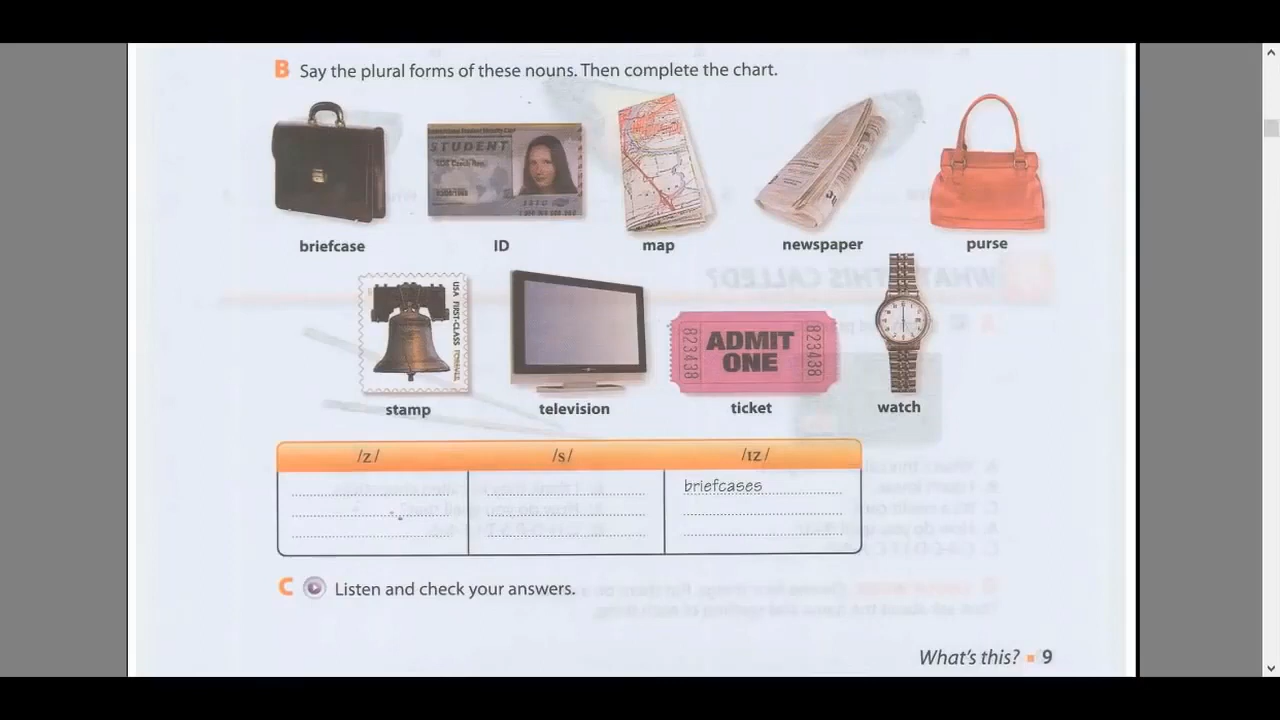 B Say the plural forms of these nouns. Then complete the chart.
STUDENT
briefcase ID map newspaper purse
USA FIRST-CLASS FOREVER
823438 ADMIT ONE 823438
stamp television ticket watch
/z/ /s/ /ɪz/
briefcases
C Listen and check your answers.
What's this? ▪ 9